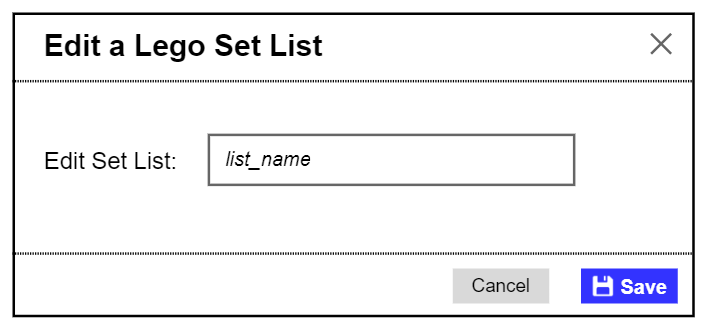 Edit a Lego Set List
Edit Set List: list_name
Cancel Save